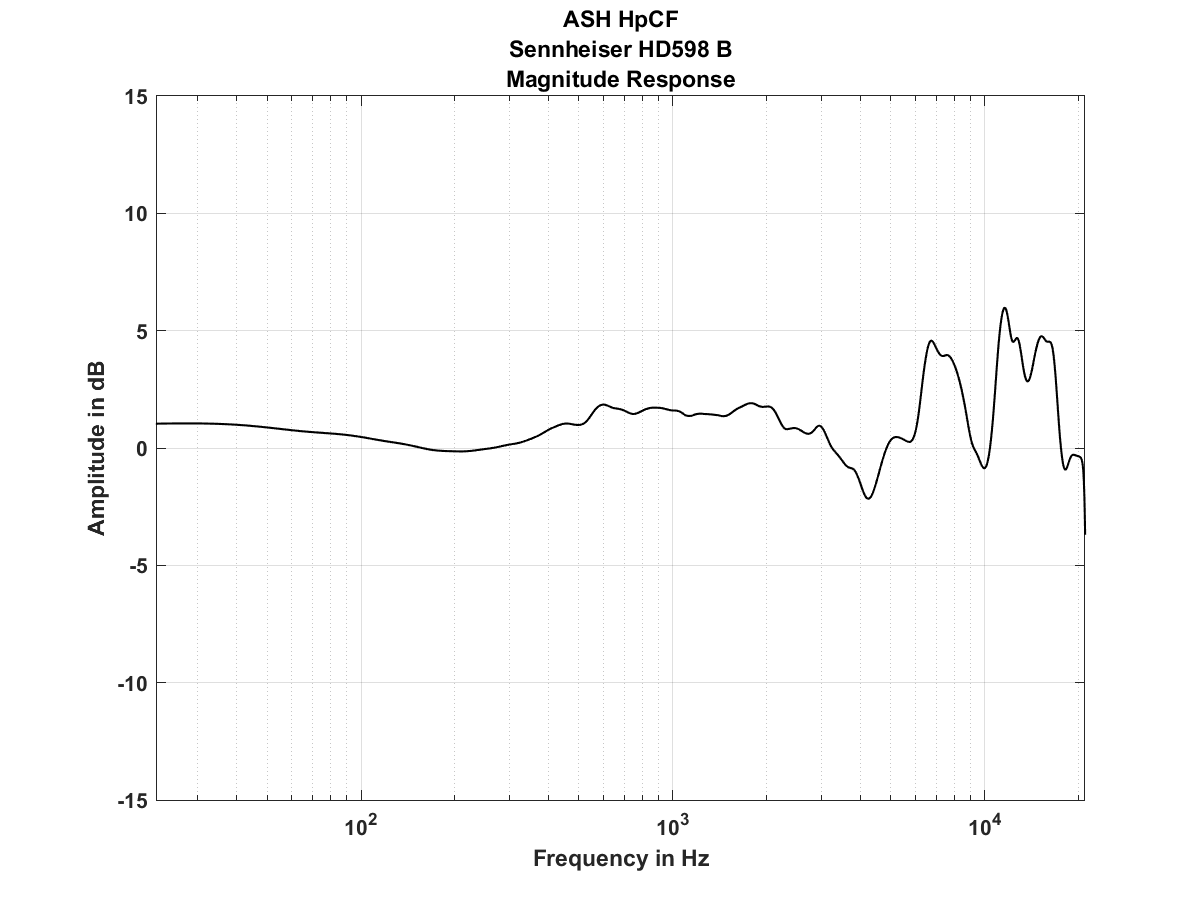 ASH HpCF
Sennheiser HD598 B
Magnitude Response
15
10
5
0
-5
-10
-15
Amplitude in dB
10²
10³
10⁴
Frequency in Hz